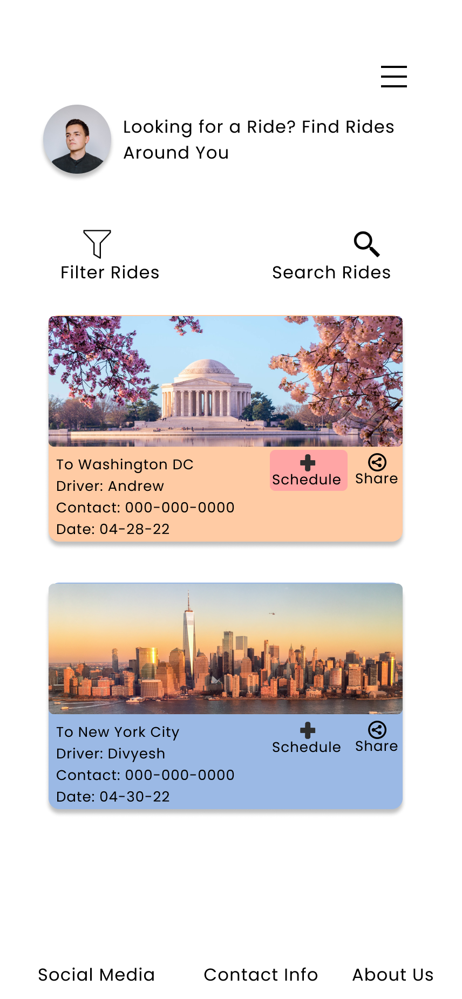 Looking for a Ride? Find Rides
Around You
Filter Rides
Search Rides
To Washington DC
Driver: Andrew
Contact: 000-000-0000
Date: 04-28-22
Schedule
Share
To New York City
Driver: Divyesh
Contact: 000-000-0000
Date: 04-30-22
Schedule
Share
Social Media
Contact Info
About Us